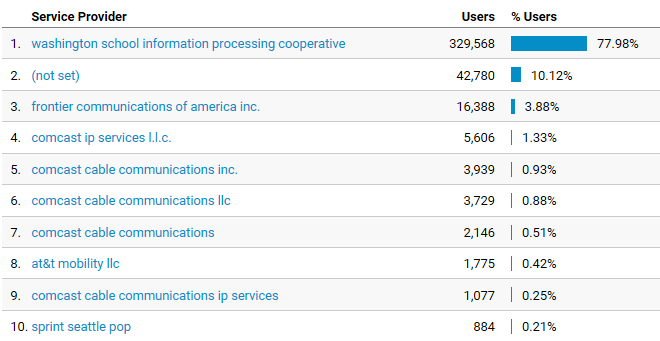 Service Provider Users % Users
1. washington school information processing cooperative 329,568 77.98%
2. (not set) 42,780 10.12%
3. frontier communications of america inc. 16,388 3.88%
4. comcast ip services l.l.c. 5,606 1.33%
5. comcast cable communications inc. 3,939 0.93%
6. comcast cable communications llc 3,729 0.88%
7. comcast cable communications 2,146 0.51%
8. at&t mobility llc 1,775 0.42%
9. comcast cable communications ip services 1,077 0.25%
10. sprint seattle pop 884 0.21%